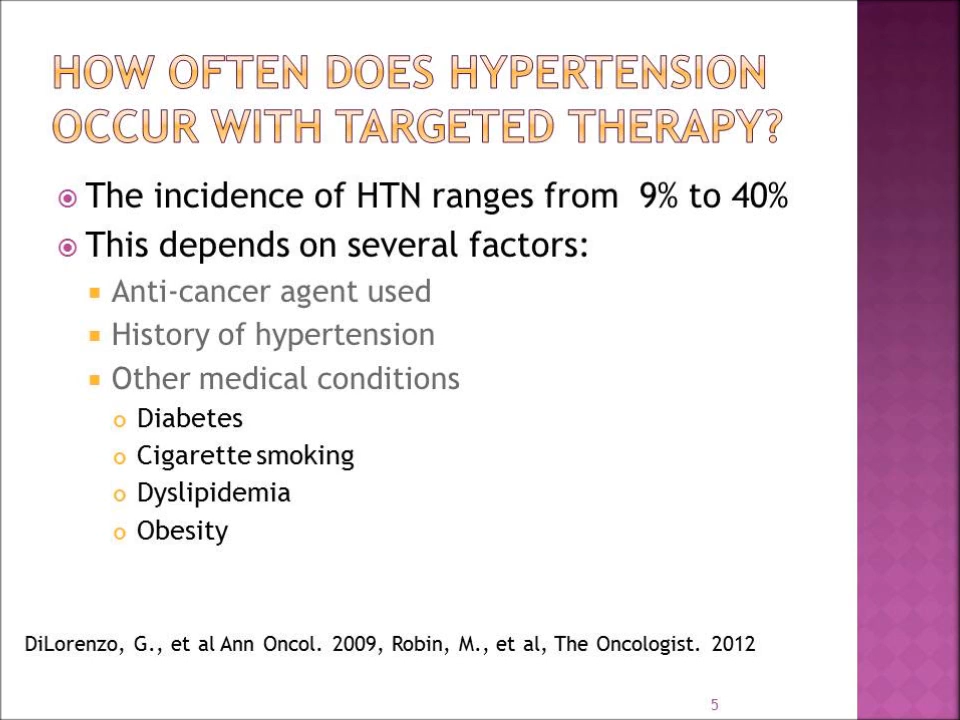 HOW OFTEN DOES HYPERTENSION
OCCUR WITH TARGETED THERAPY?
The incidence of HTN ranges from 9% to 40%
This depends on several factors:
Anti-cancer agent used
History of hypertension
Other medical conditions
Diabetes
Cigarette smoking
Dyslipidemia
Obesity
DiLorenzo, G., et al Ann Oncol. 2009, Robin, M., et al, The Oncologist. 2012
5